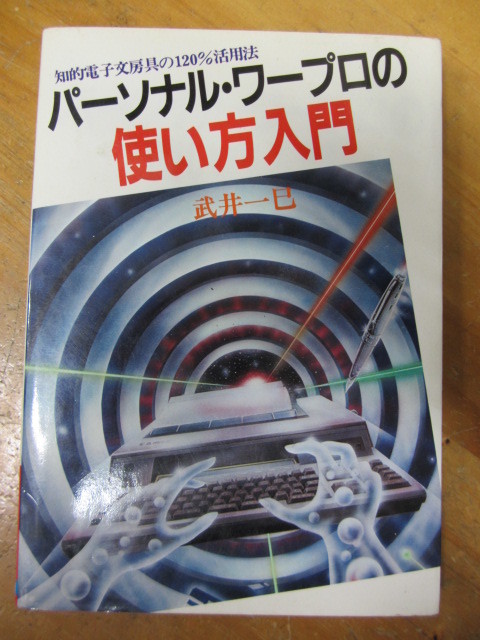 知的電子文房具の120%活用法
パーソナル・ワープロの
使い方入門
武井一巳